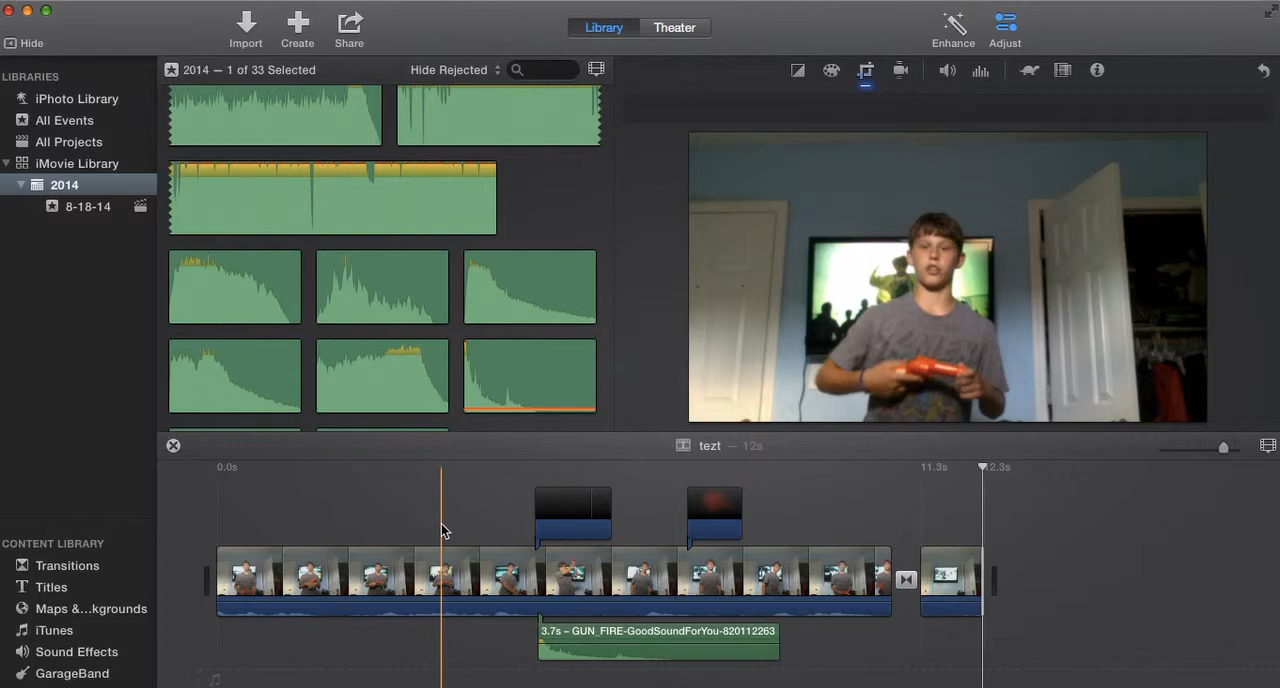 Library
Theater
Hide
Import
Create
Share
Enhance
Adjust
LIBRARIES
iPhoto Library
All Events
All Projects
iMovie Library
2014
8-18-14
2014 — 1 of 33 Selected
Hide Rejected
tezt — 12s
0.0s
11.3s
12.3s
3.7s – GUN_FIRE-GoodSoundForYou-820112263
CONTENT LIBRARY
Transitions
Titles
Maps &...kgrounds
iTunes
Sound Effects
GarageBand